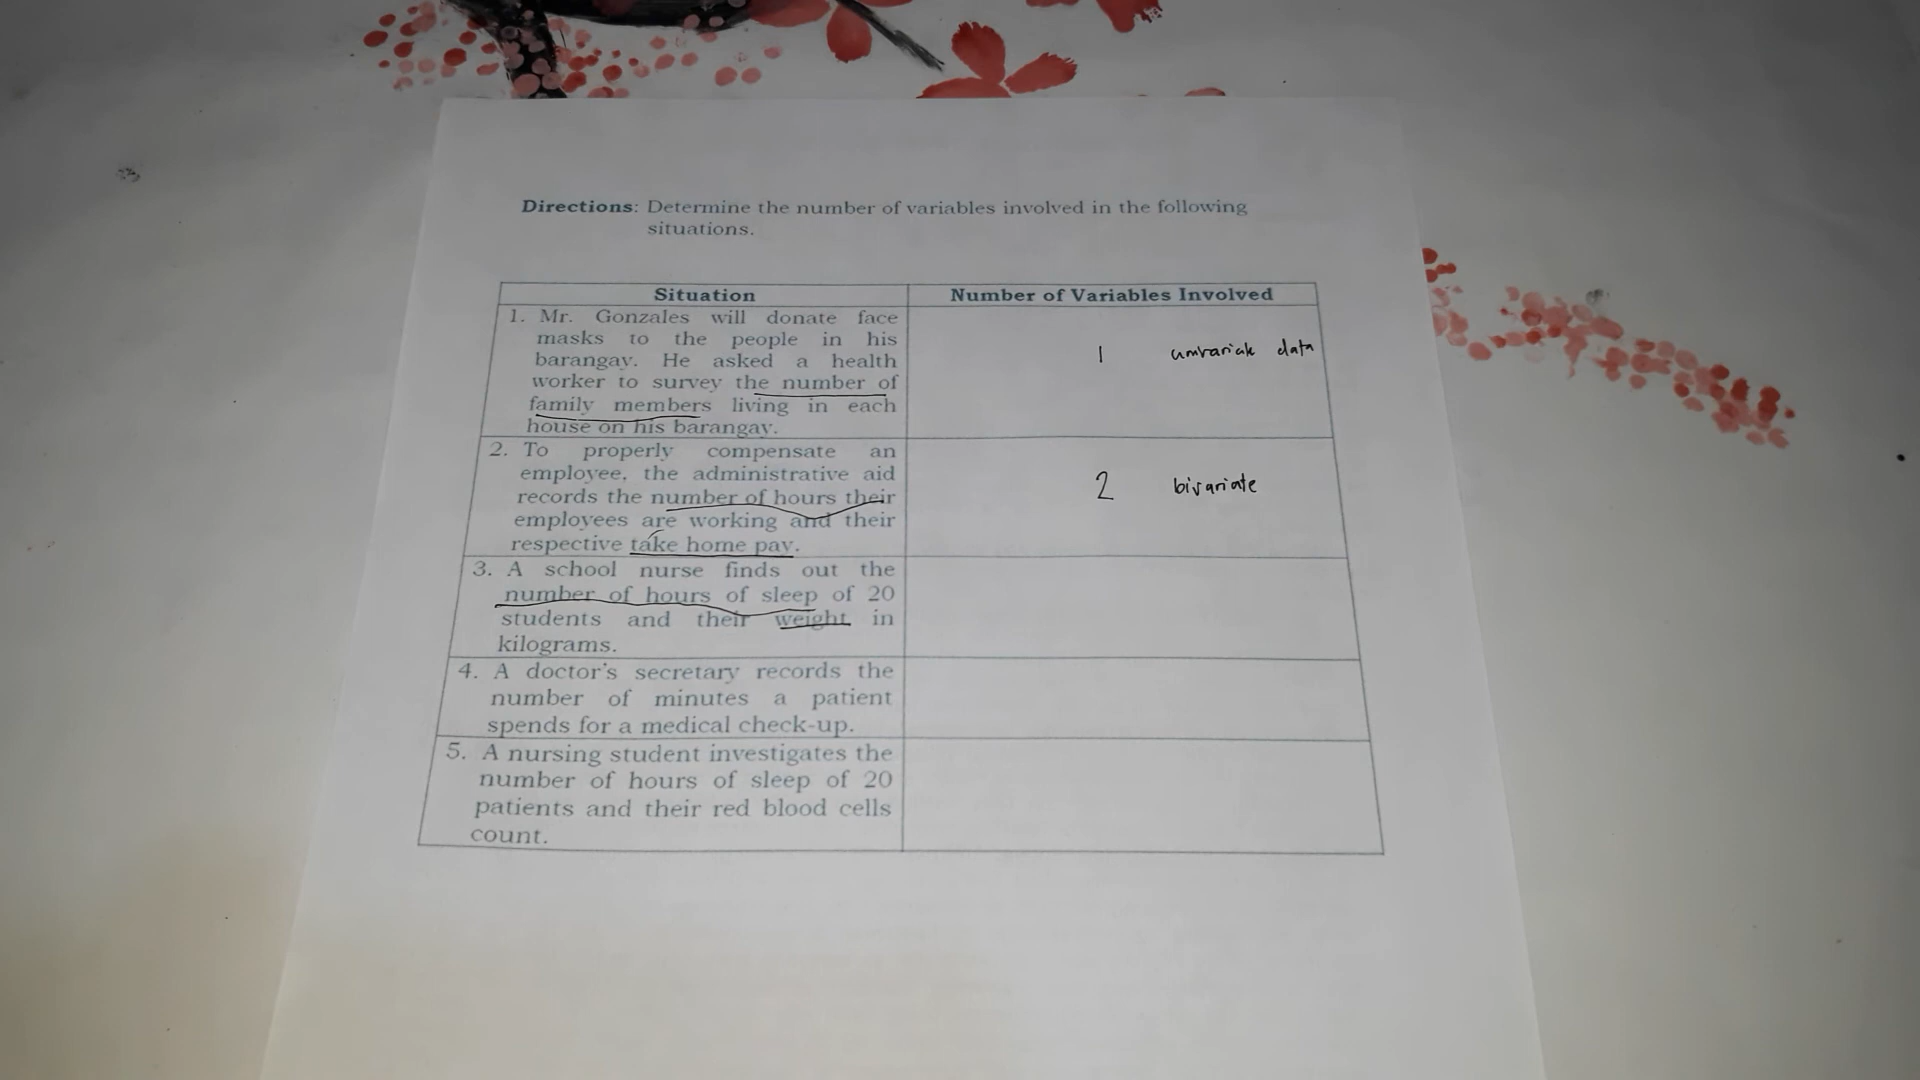 Directions: Determine the number of variables involved in the following
situations.
Situation
Number of Variables Involved
1. Mr. Gonzales will donate face
masks to the people in his
barangay. He asked a health
worker to survey the number of
family members living in each
house on his barangay.
1 univariate data
2. To properly compensate an
employee, the administrative aid
records the number of hours their
employees are working and their
respective take home pay.
2 bivariate
3. A school nurse finds out the
number of hours of sleep of 20
students and their weight in
kilograms.
4. A doctor's secretary records the
number of minutes a patient
spends for a medical check-up.
5. A nursing student investigates the
number of hours of sleep of 20
patients and their red blood cells
count.